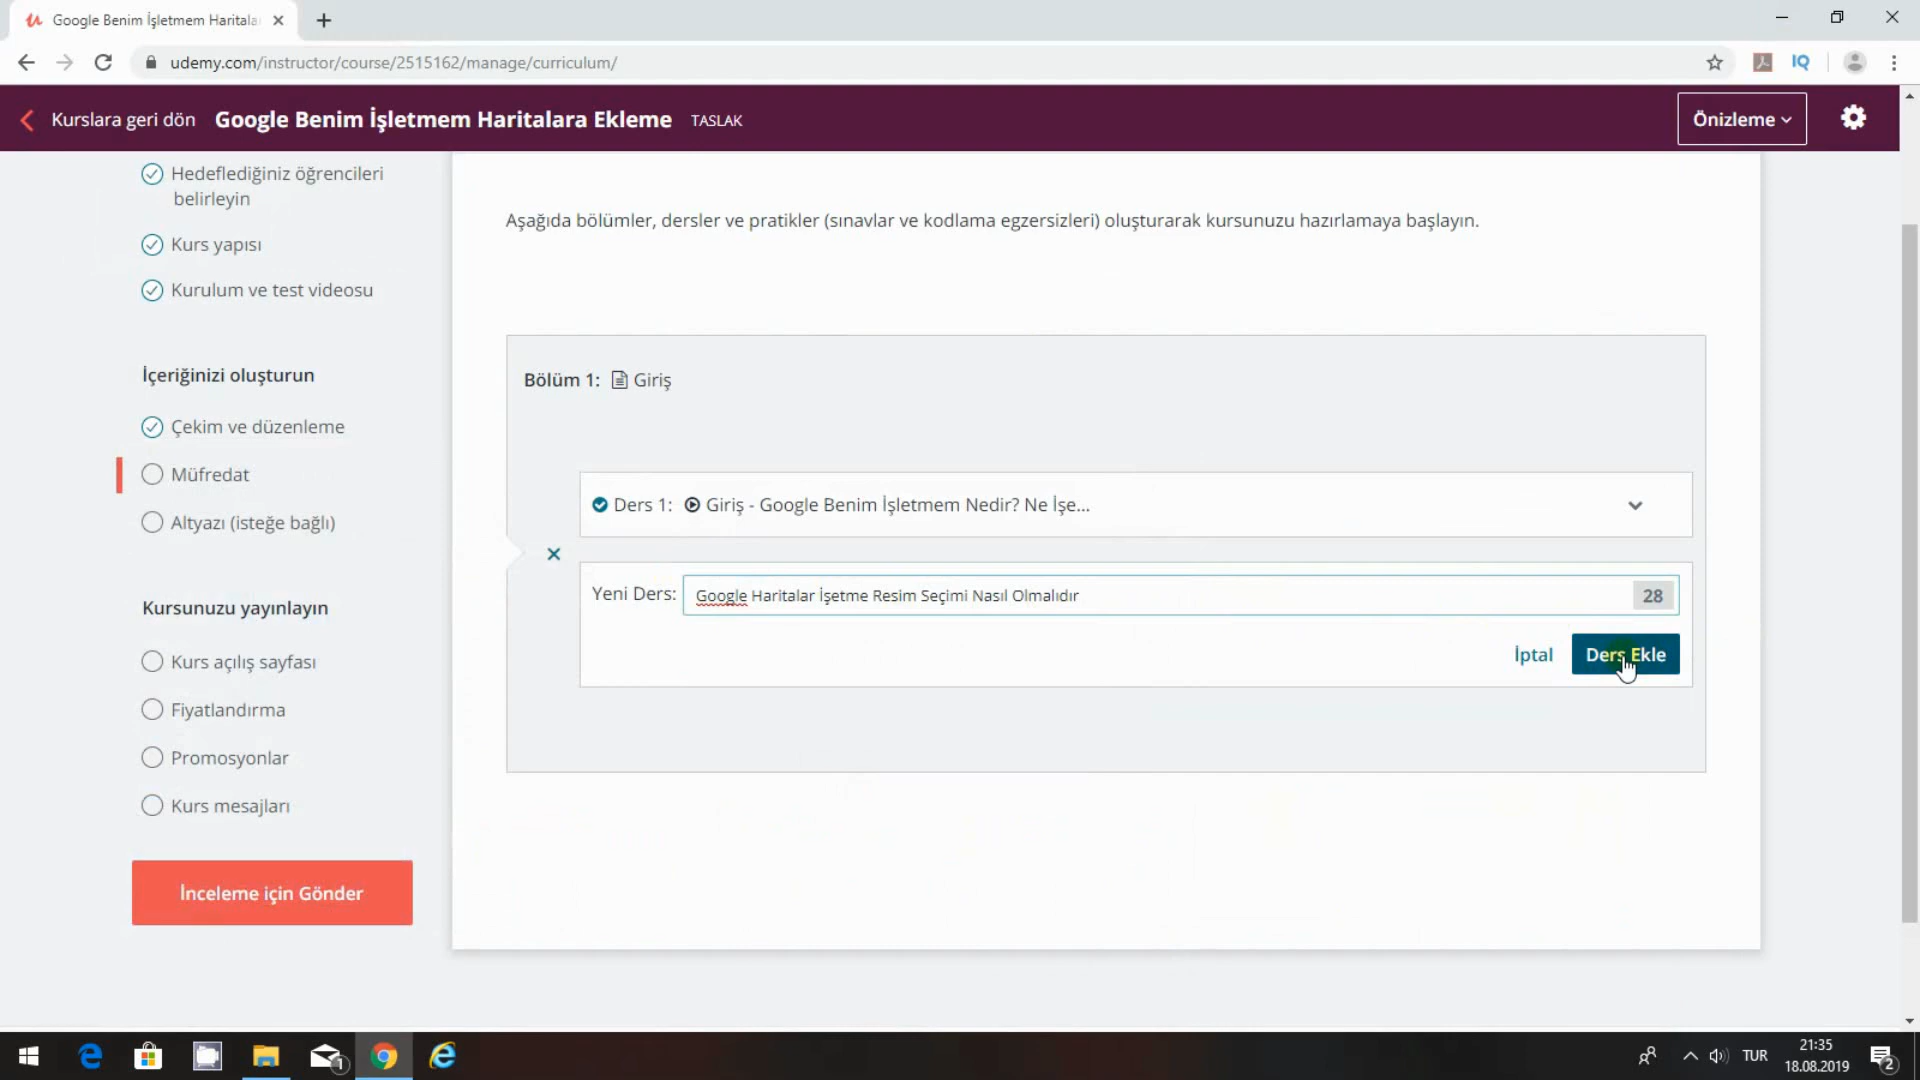 Google Benim İşletmem Haritala
udemy.com/instructor/course/2515162/manage/curriculum/
IQ
Kurslara geri dön Google Benim İşletmem Haritalara Ekleme TASLAK Önizleme
Hedeflediğiniz öğrencileri
belirleyin
Kurs yapısı
Kurulum ve test videosu
İçeriğinizi oluşturun
Çekim ve düzenleme
Müfredat
Altyazı (isteğe bağlı)
Kursunuzu yayınlayın
Kurs açılış sayfası
Fiyatlandırma
Promosyonlar
Kurs mesajları
İnceleme için Gönder
Aşağıda bölümler, dersler ve pratikler (sınavlar ve kodlama egzersizleri) oluşturarak kursunuzu hazırlamaya başlayın.
Bölüm 1: Giriş
Ders 1: Giriş - Google Benim İşletmem Nedir? Ne İşe...
Yeni Ders: Google Haritalar İşetme Resim Seçimi Nasıl Olmalıdır 28
İptal Ders Ekle
1
TUR
21:35
18.08.2019
2